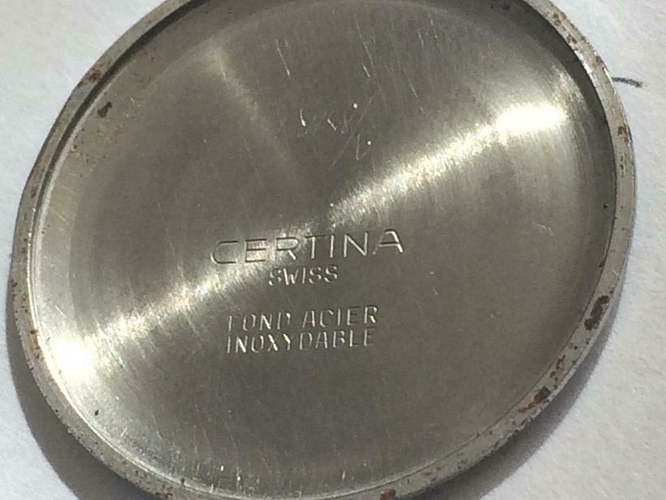 CERTINA
SWISS
FOND ACIER
INOXYDABLE